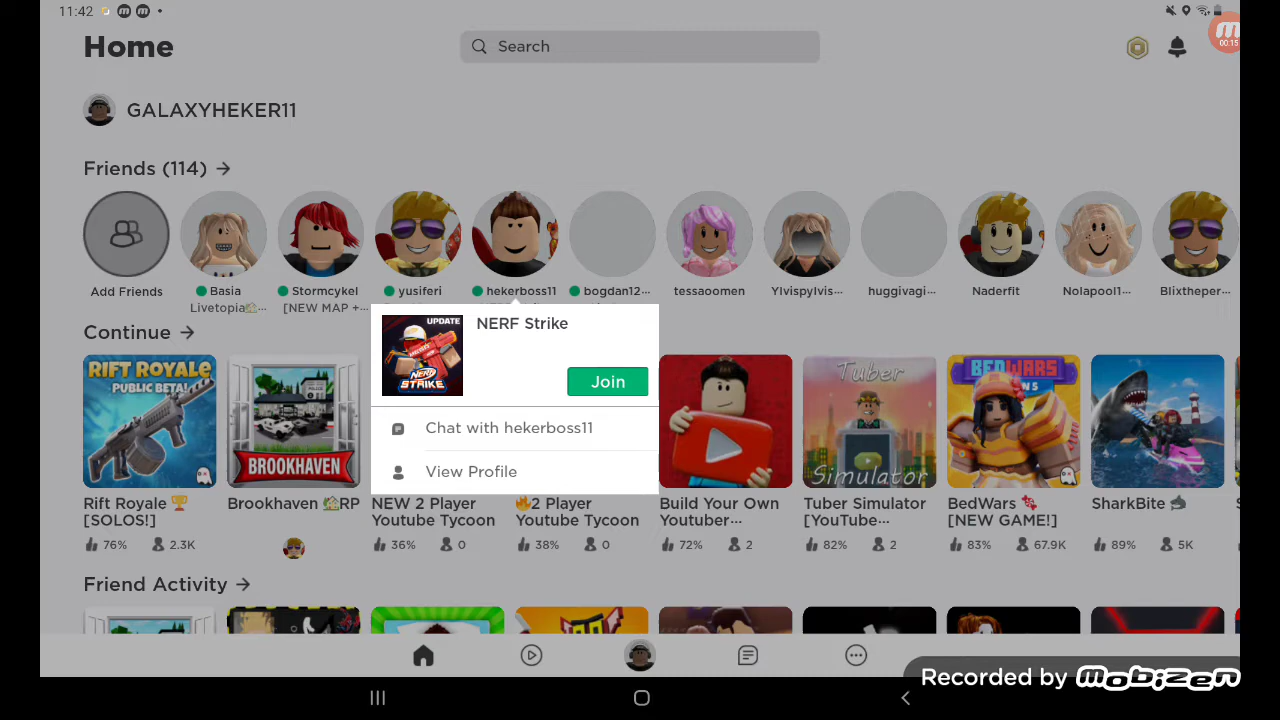 11:42
00:15
Home
Search
GALAXYHEKER11
Friends (114) →
Add Friends
Basia
Livetopia🏡...
Stormcykel
[NEW MAP +...
yusiferi
hekerboss11
bogdan12...
tessaoomen
Ylvispylvis...
huggivagi...
Naderfit
Nolapool1...
Blixtheper...
UPDATE
NERF
STRIKE
NERF Strike
Join
Chat with hekerboss11
View Profile
Continue →
RIFT ROYALE
PUBLIC BETA!
BROOKHAVEN
Tuber
Simulator
BEDWARS
SEASON 5
Rift Royale 🏆
[SOLOS!]
76% 2.3K
Brookhaven 🏡RP
NEW 2 Player
Youtube Tycoon
36% 0
🔥2 Player
Youtube Tycoon
38% 0
Build Your Own
Youtuber...
72% 2
Tuber Simulator
[YouTube...
82% 2
BedWars 🍬
[NEW GAME!]
83% 67.9K
SharkBite 🦈
89% 5K
Friend Activity →
Recorded by mobizen